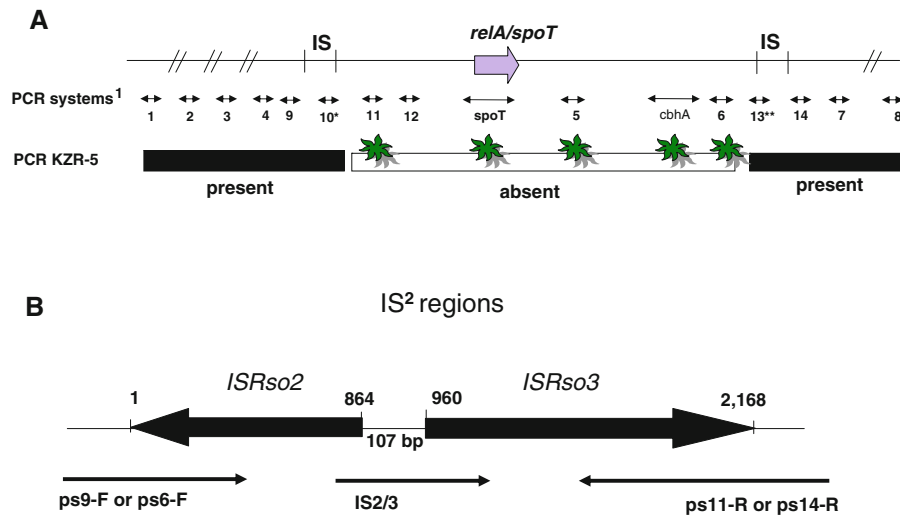 A
IS
relA/spoT
IS
PCR systems1
1 2 3 4 9 10* 11 12 spoT 5 cbhA 6 13** 14 7 8
PCR KZR-5
present
absent
present
B
IS2 regions
1
ISRso2
864
960
ISRso3
2,168
107 bp
ps9-F or ps6-F
IS2/3
ps11-R or ps14-R